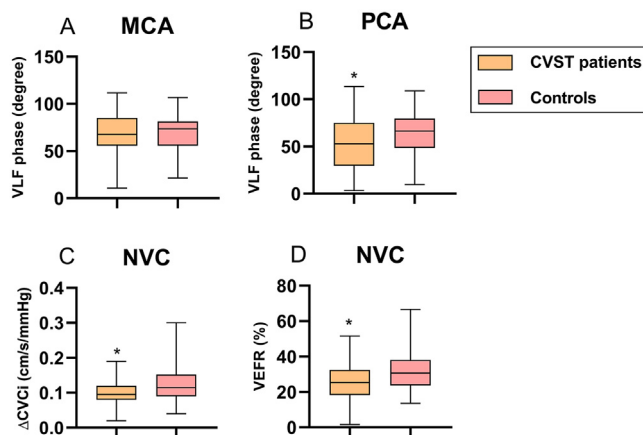 A MCA
VLF phase (degree)
150
100
50
0
B PCA
VLF phase (degree)
150
100
50
0
*
CVST patients
Controls
C NVC
ΔCVCi (cm/s/mmHg)
0.4
0.3
0.2
0.1
0.0
*
D NVC
VEFR (%)
80
60
40
20
0
*